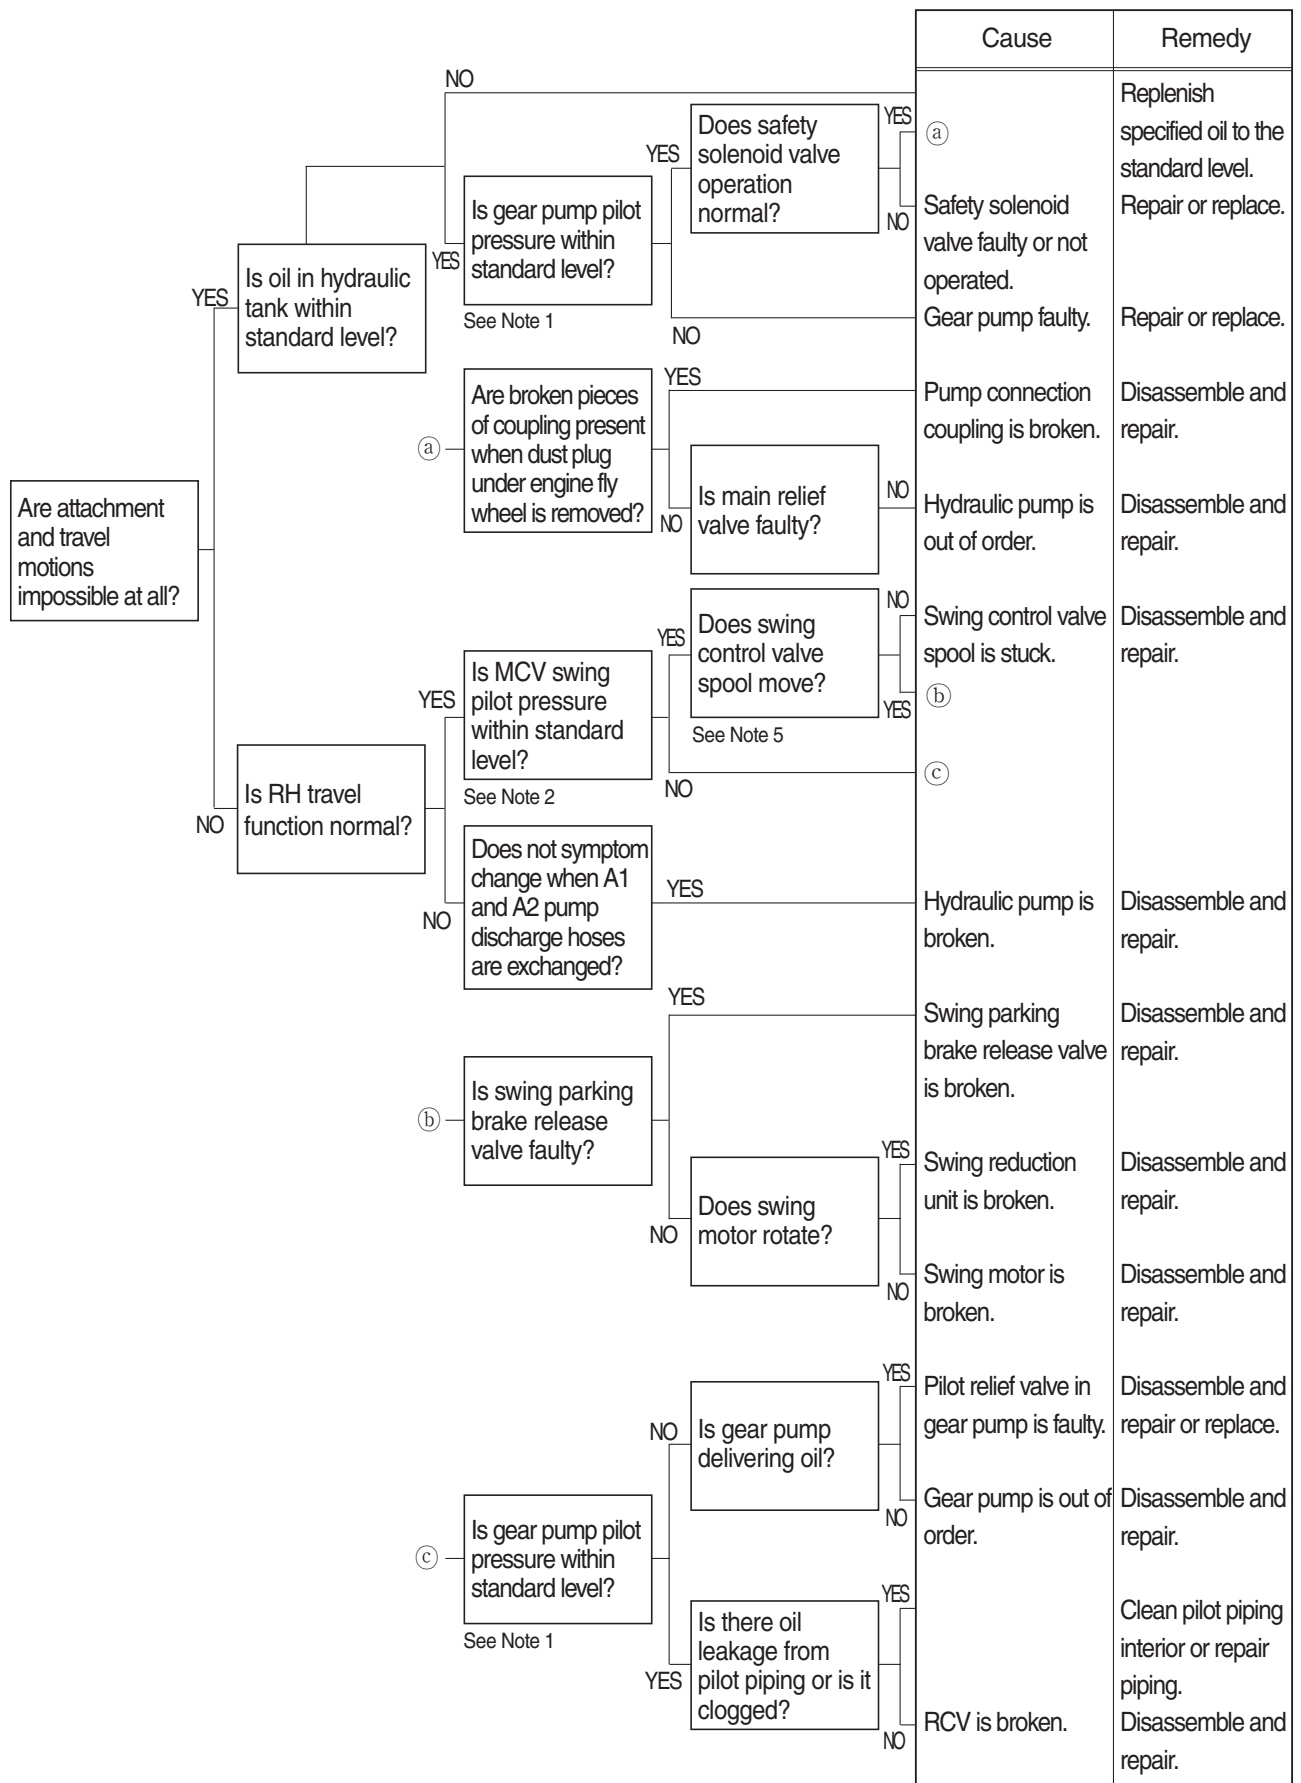 Cause
Remedy
NO
Replenish
specified oil to the
standard level.
Does safety
solenoid valve
operation
normal?
YES
ⓐ
NO
YES
Is gear pump pilot
pressure within
standard level?
YES
See Note 1
Safety solenoid
valve faulty or not
operated.
Repair or replace.
Is oil in hydraulic
tank within
standard level?
YES
NO
Gear pump faulty.
Repair or replace.
ⓐ
Are broken pieces
of coupling present
when dust plug
under engine fly
wheel is removed?
YES
Pump connection
coupling is broken.
Disassemble and
repair.
NO
Is main relief
valve faulty?
NO
Hydraulic pump is
out of order.
Disassemble and
repair.
Are attachment
and travel
motions
impossible at all?
Does swing
control valve
spool move?
See Note 5
NO
Swing control valve
spool is stuck.
Disassemble and
repair.
YES
ⓑ
YES
Is MCV swing
pilot pressure
within standard
level?
See Note 2
YES
NO
ⓒ
NO
Is RH travel
function normal?
NO
Does not symptom
change when A1
and A2 pump
discharge hoses
are exchanged?
YES
Hydraulic pump is
broken.
Disassemble and
repair.
ⓑ
Is swing parking
brake release
valve faulty?
YES
Swing parking
brake release valve
is broken.
Disassemble and
repair.
NO
Does swing
motor rotate?
YES
Swing reduction
unit is broken.
Disassemble and
repair.
NO
Swing motor is
broken.
Disassemble and
repair.
ⓒ
Is gear pump pilot
pressure within
standard level?
See Note 1
NO
Is gear pump
delivering oil?
YES
Pilot relief valve in
gear pump is faulty.
Disassemble and
repair or replace.
NO
Gear pump is out of
order.
Disassemble and
repair.
YES
Is there oil
leakage from
pilot piping or is it
clogged?
YES
Clean pilot piping
interior or repair
piping.
NO
RCV is broken.
Disassemble and
repair.